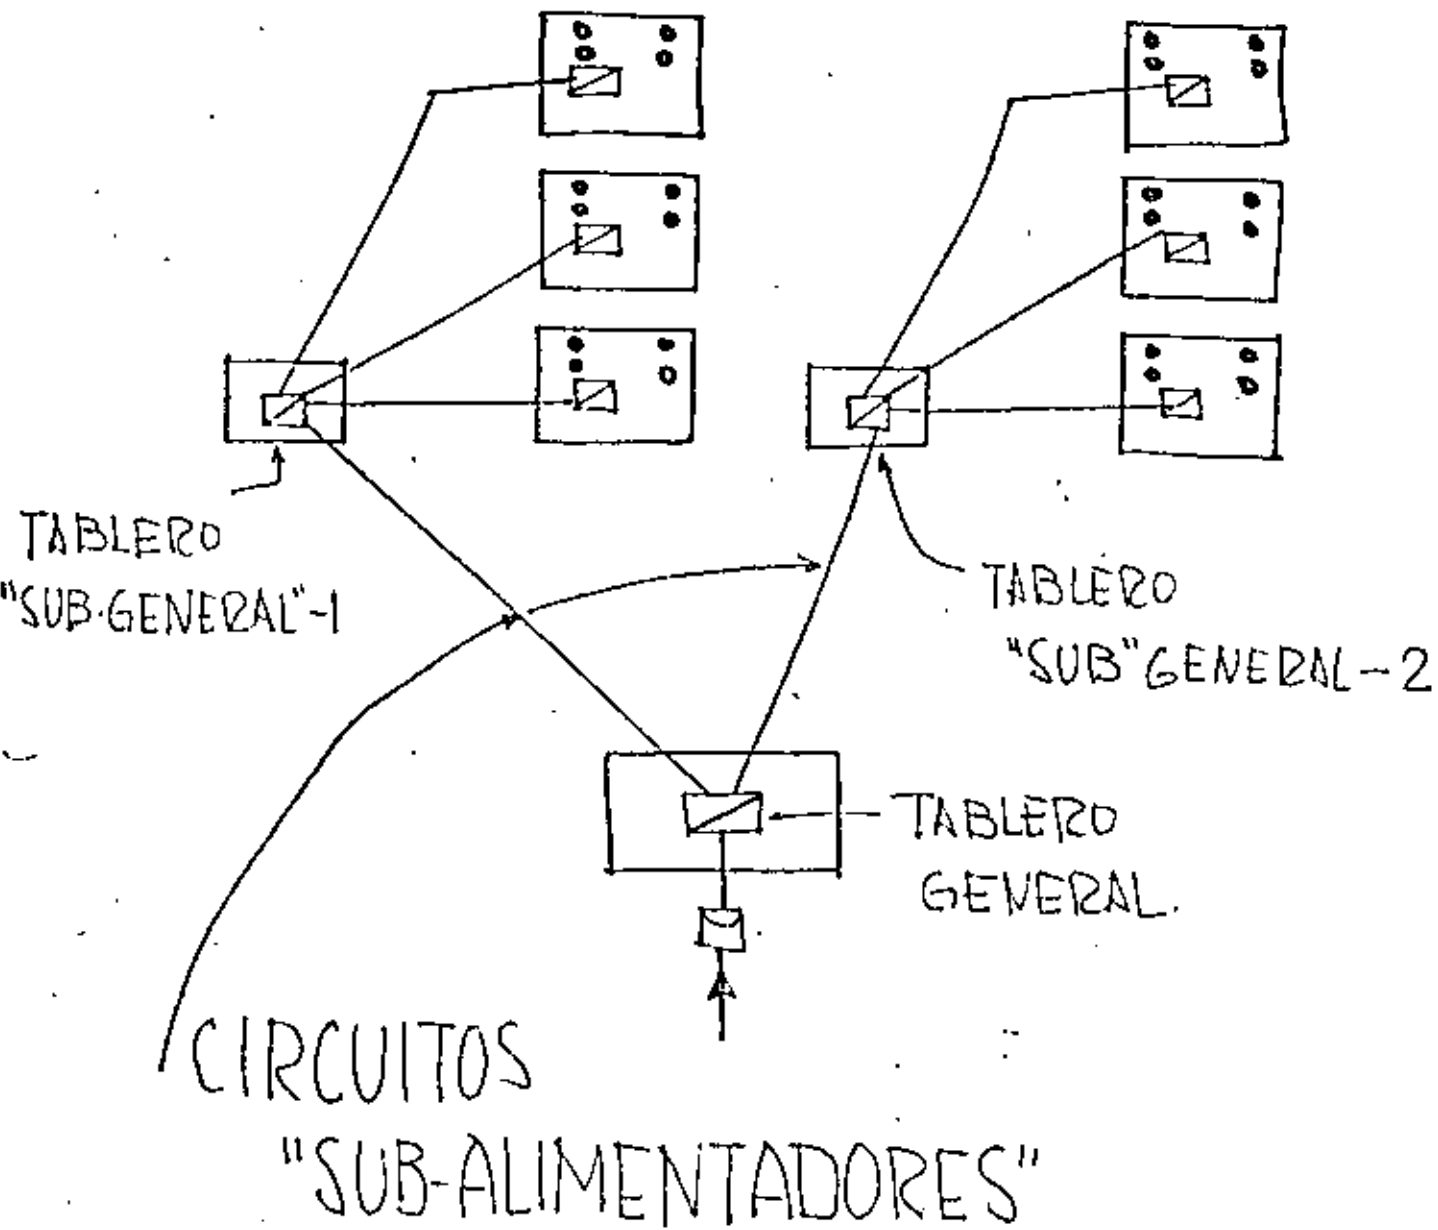 TABLERO
"SUB·GENERAL"-1
TABLERO
"SUB"GENERAL-2
TABLERO
GENERAL.
CIRCUITOS
"SUB-ALIMENTADORES"